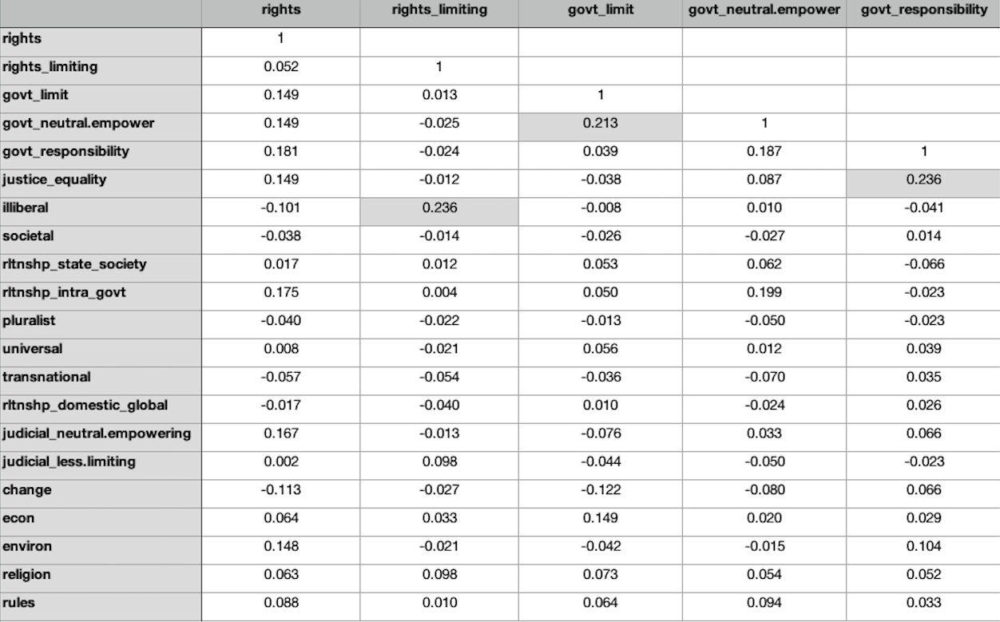 rights rights_limiting govt_limit govt_neutral.empower govt_responsibility
rights 1
rights_limiting 0.052 1
govt_limit 0.149 0.013 1
govt_neutral.empower 0.149 -0.025 0.213 1
govt_responsibility 0.181 -0.024 0.039 0.187 1
justice_equality 0.149 -0.012 -0.038 0.087 0.236
illiberal -0.101 0.236 -0.008 0.010 -0.041
societal -0.038 -0.014 -0.026 -0.027 0.014
rltnshp_state_society 0.017 0.012 0.053 0.062 -0.066
rltnshp_intra_govt 0.175 0.004 0.050 0.199 -0.023
pluralist -0.040 -0.022 -0.013 -0.050 -0.023
universal 0.008 -0.021 0.056 0.012 0.039
transnational -0.057 -0.054 -0.036 -0.070 0.035
rltnshp_domestic_global -0.017 -0.040 0.010 -0.024 0.026
judicial_neutral.empowering 0.167 -0.013 -0.076 0.033 0.066
judicial_less.limiting 0.002 0.098 -0.044 -0.050 -0.023
change -0.113 -0.027 -0.122 -0.080 0.066
econ 0.064 0.033 0.149 0.020 0.029
environ 0.148 -0.021 -0.042 -0.015 0.104
religion 0.063 0.098 0.073 0.054 0.052
rules 0.088 0.010 0.064 0.094 0.033